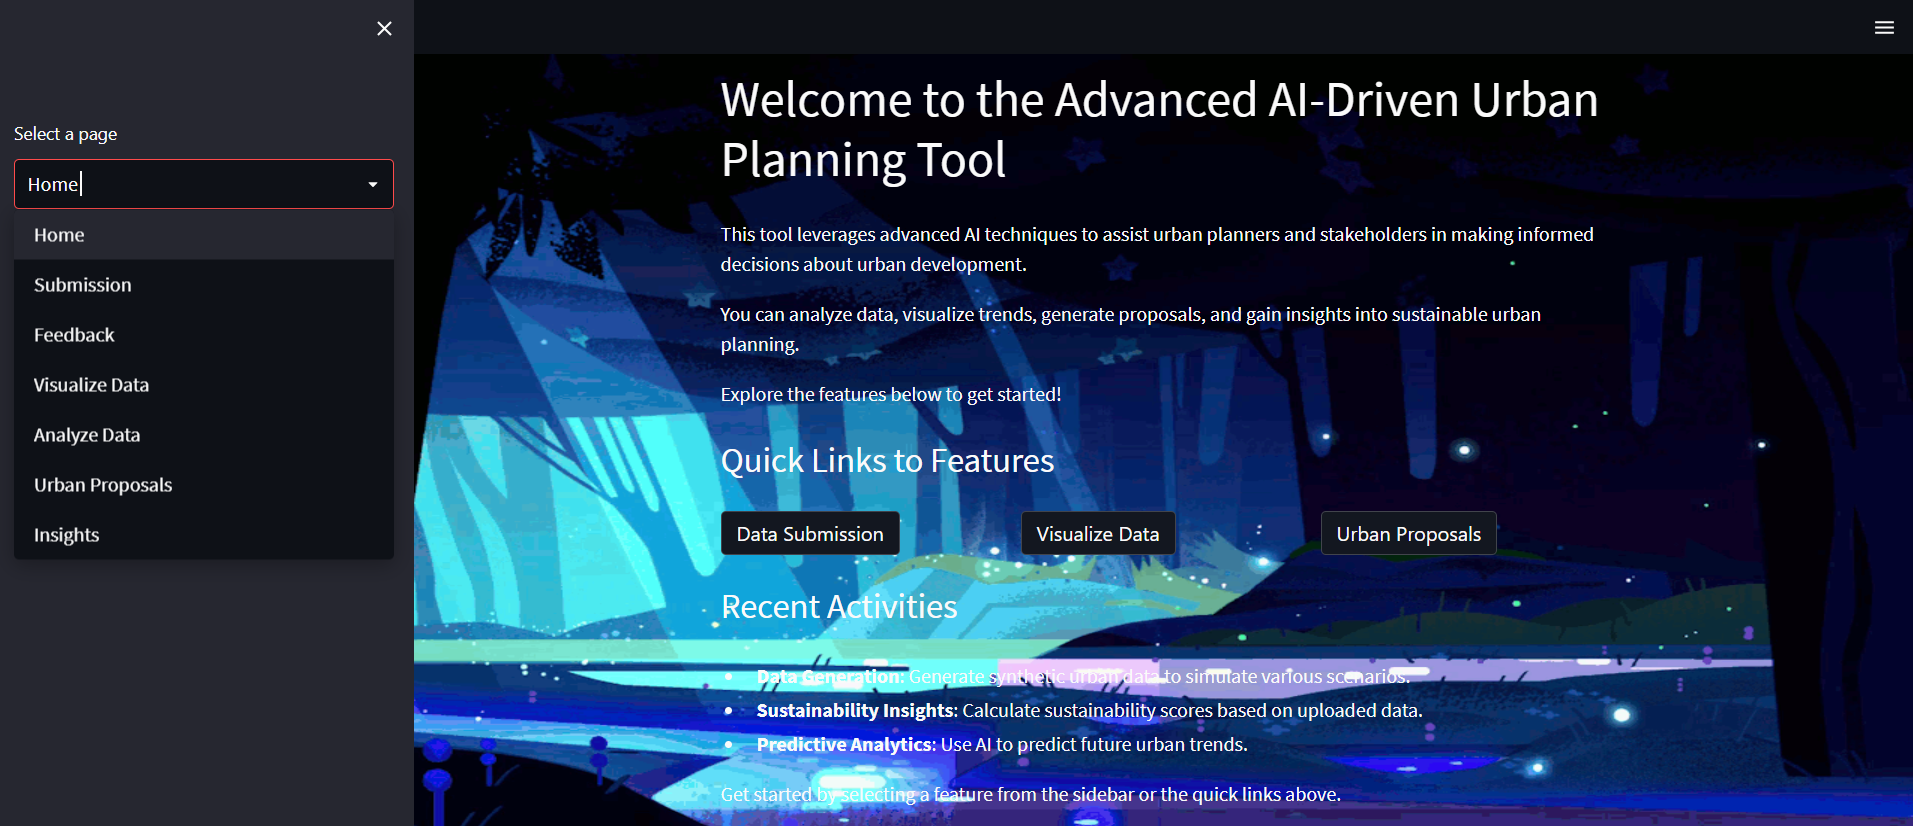 Select a page
Home
Home
Submission
Feedback
Visualize Data
Analyze Data
Urban Proposals
Insights
Welcome to the Advanced AI-Driven Urban
Planning Tool
This tool leverages advanced AI techniques to assist urban planners and stakeholders in making informed
decisions about urban development.
You can analyze data, visualize trends, generate proposals, and gain insights into sustainable urban
planning.
Explore the features below to get started!
Quick Links to Features
Data Submission
Visualize Data
Urban Proposals
Recent Activities
Data Generation: Generate synthetic urban data to simulate various scenarios.
Sustainability Insights: Calculate sustainability scores based on uploaded data.
Predictive Analytics: Use AI to predict future urban trends.
Get started by selecting a feature from the sidebar or the quick links above.